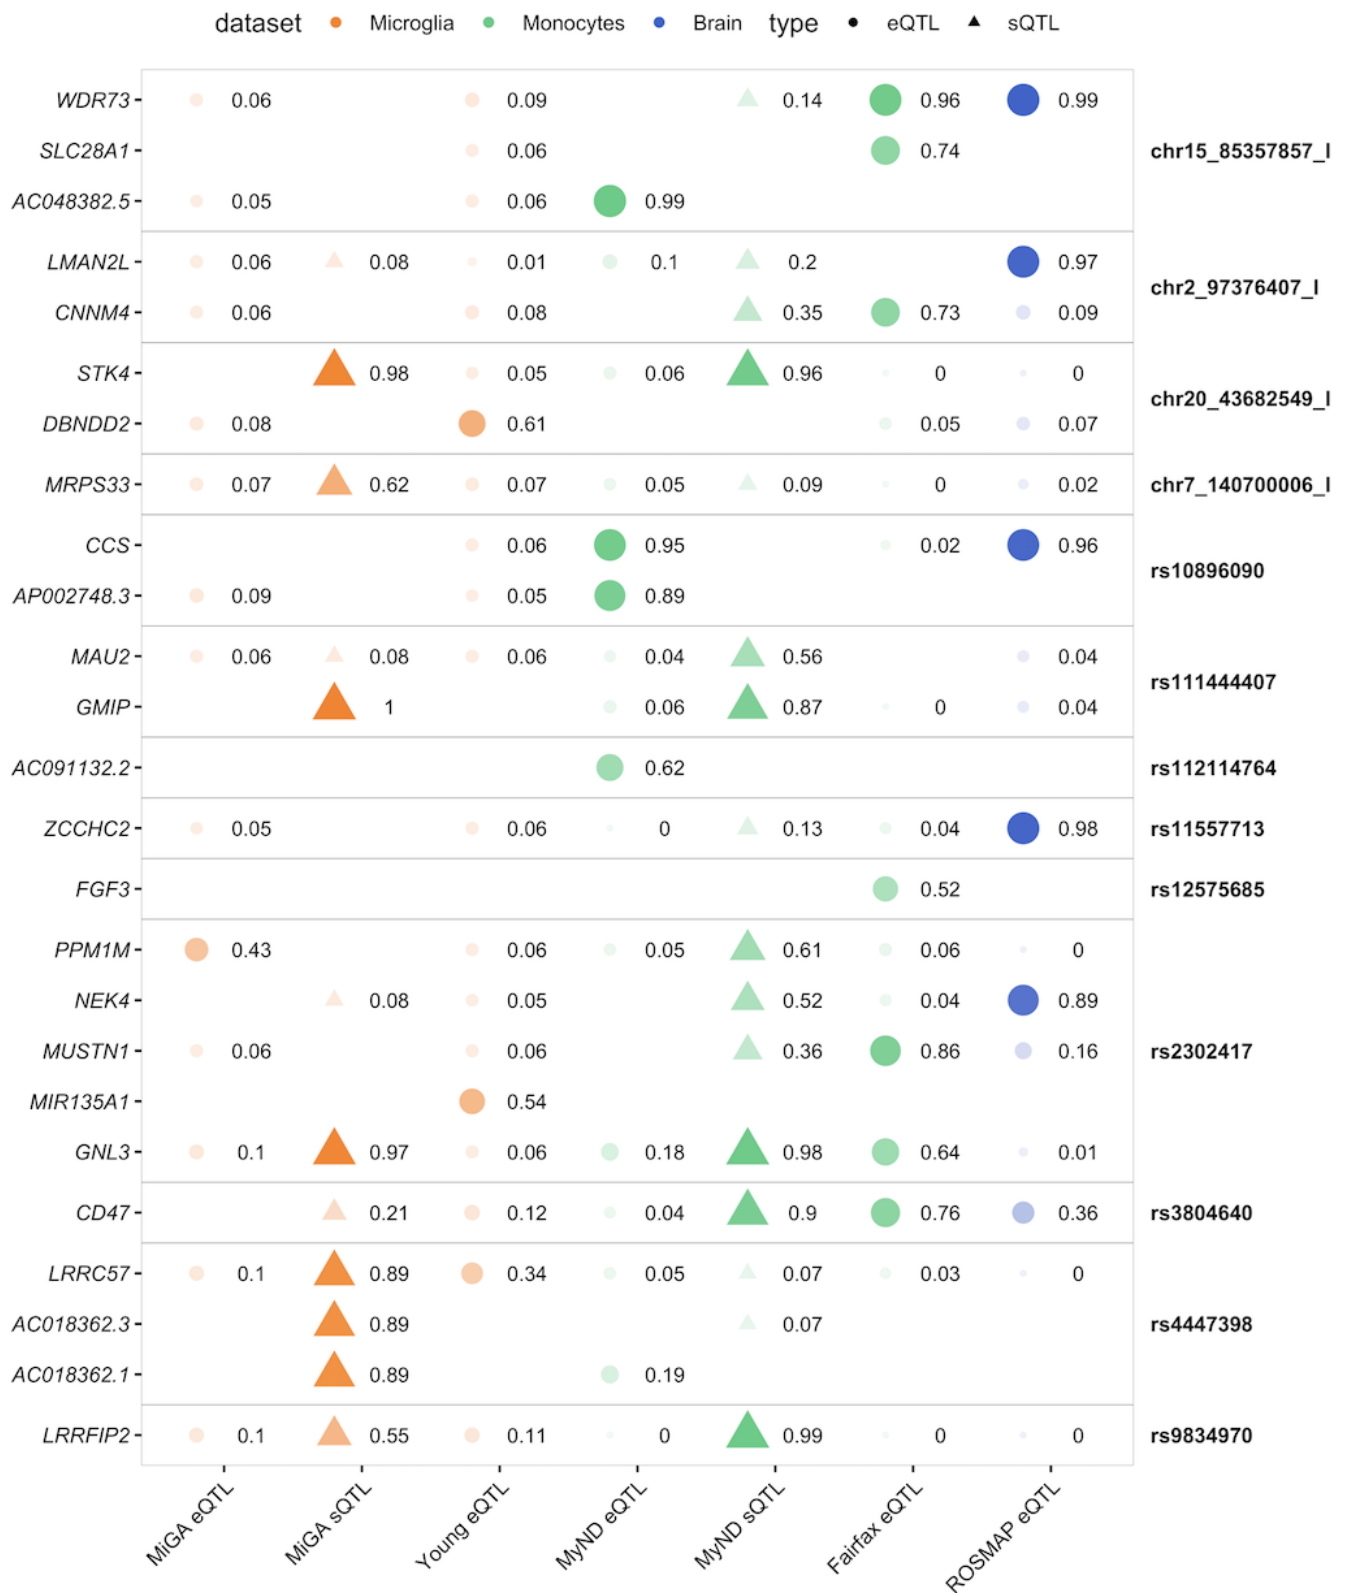 dataset Microglia Monocytes Brain type eQTL sQTL
WDR73 0.06 0.09 0.14 0.96 0.99
SLC28A1 0.06 0.74 chr15_85357857_I
AC048382.5 0.05 0.06 0.99
LMAN2L 0.06 0.08 0.01 0.1 0.2 0.97
chr2_97376407_I
CNNM4 0.06 0.08 0.35 0.73 0.09
STK4 0.98 0.05 0.06 0.96 0 0
chr20_43682549_I
DBNDD2 0.08 0.61 0.05 0.07
MRPS33 0.07 0.62 0.07 0.05 0.09 0 0.02 chr7_140700006_I
CCS 0.06 0.95 0.02 0.96
rs10896090
AP002748.3 0.09 0.05 0.89
MAU2 0.06 0.08 0.06 0.04 0.56 0.04
rs111444407
GMIP 1 0.06 0.87 0 0.04
AC091132.2 0.62 rs112114764
ZCCHC2 0.05 0.06 0 0.13 0.04 0.98 rs11557713
FGF3 0.52 rs12575685
PPM1M 0.43 0.06 0.05 0.61 0.06 0
NEK4 0.08 0.05 0.52 0.04 0.89
MUSTN1 0.06 0.06 0.36 0.86 0.16 rs2302417
MIR135A1 0.54
GNL3 0.1 0.97 0.06 0.18 0.98 0.64 0.01
CD47 0.21 0.12 0.04 0.9 0.76 0.36 rs3804640
LRRC57 0.1 0.89 0.34 0.05 0.07 0.03 0
AC018362.3 0.89 0.07 rs4447398
AC018362.1 0.89 0.19
LRRFIP2 0.1 0.55 0.11 0 0.99 0 0 rs9834970
MiGA eQTL MiGA sQTL Young eQTL MyND eQTL MyND sQTL Fairfax eQTL ROSMAP eQTL